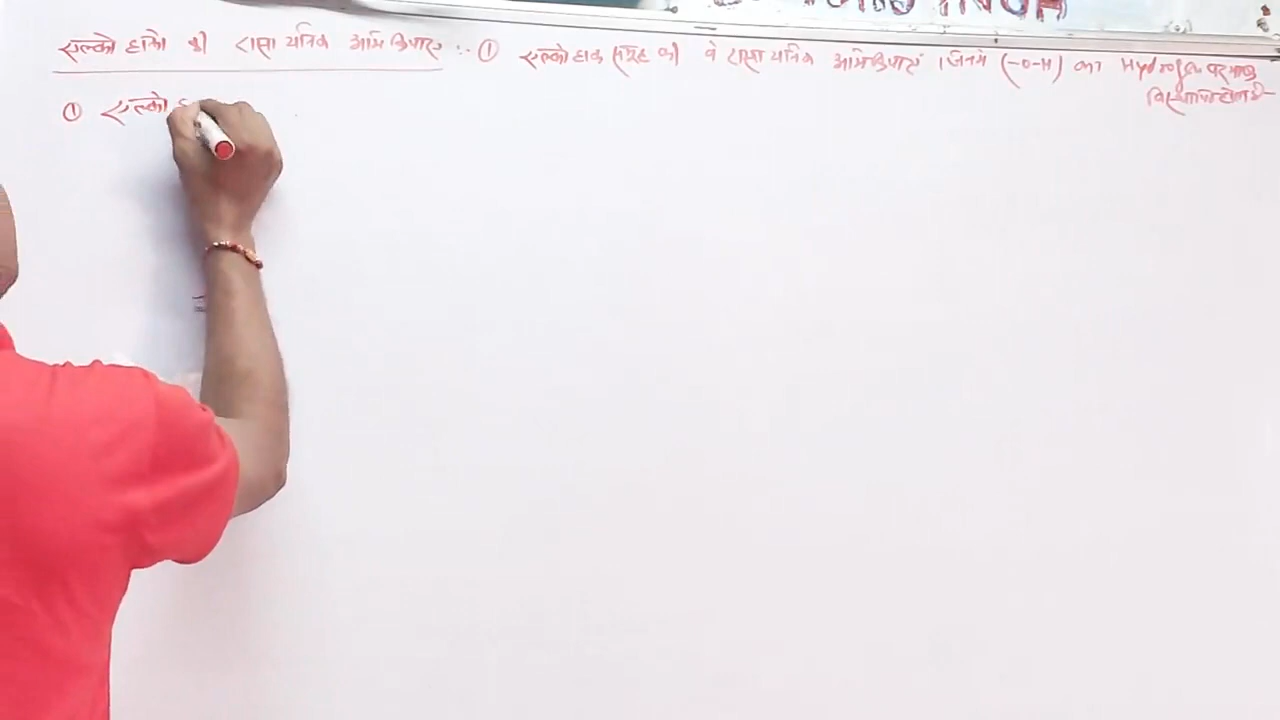 एल्कोहॉलो की रासायनिक अभिक्रियाएँ :- ① एल्कोहॉल समूह की वे रासायनिक अभिक्रियाएं जिनमे (-O-H) का Hydrogen परमाणु
विस्थापित होता है-
① एल्को